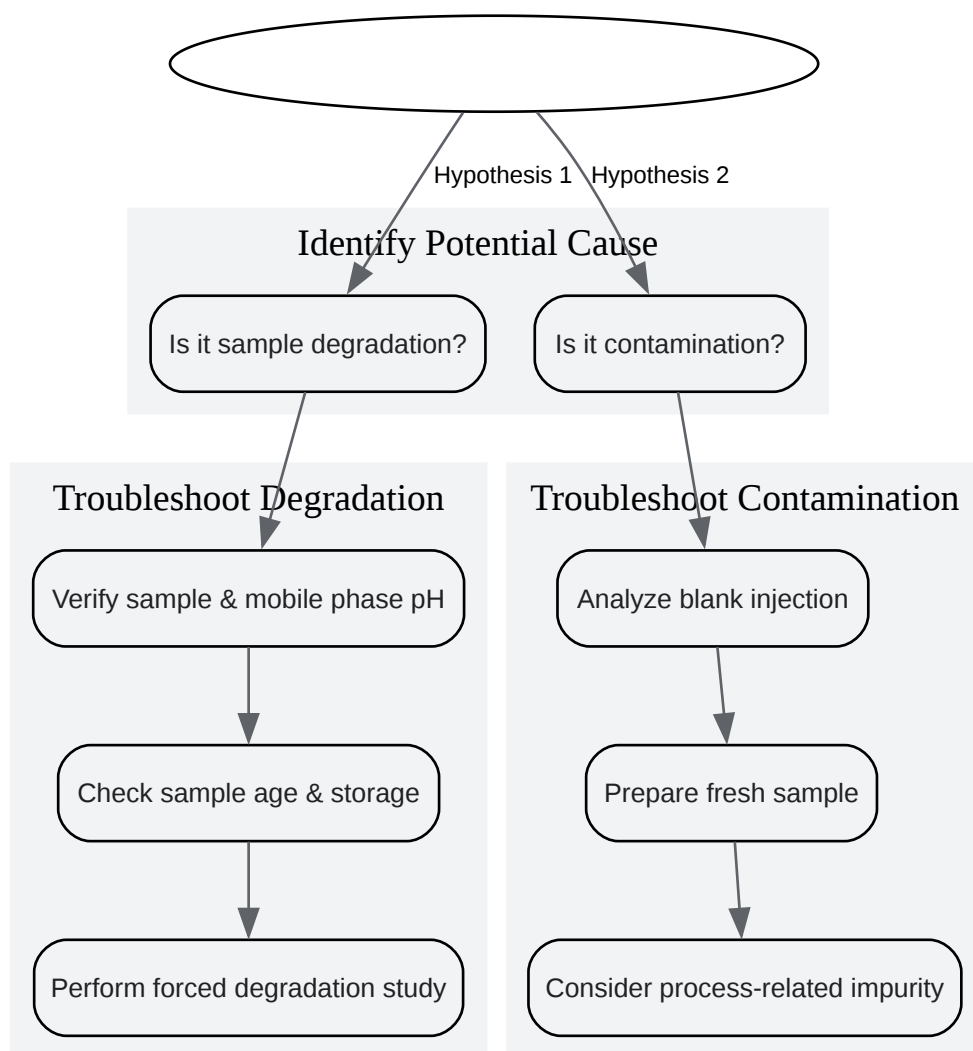 Hypothesis 1
Hypothesis 2
Identify Potential Cause
Is it sample degradation?
Is it contamination?
Troubleshoot Degradation
Verify sample & mobile phase pH
Check sample age & storage
Perform forced degradation study
Troubleshoot Contamination
Analyze blank injection
Prepare fresh sample
Consider process-related impurity